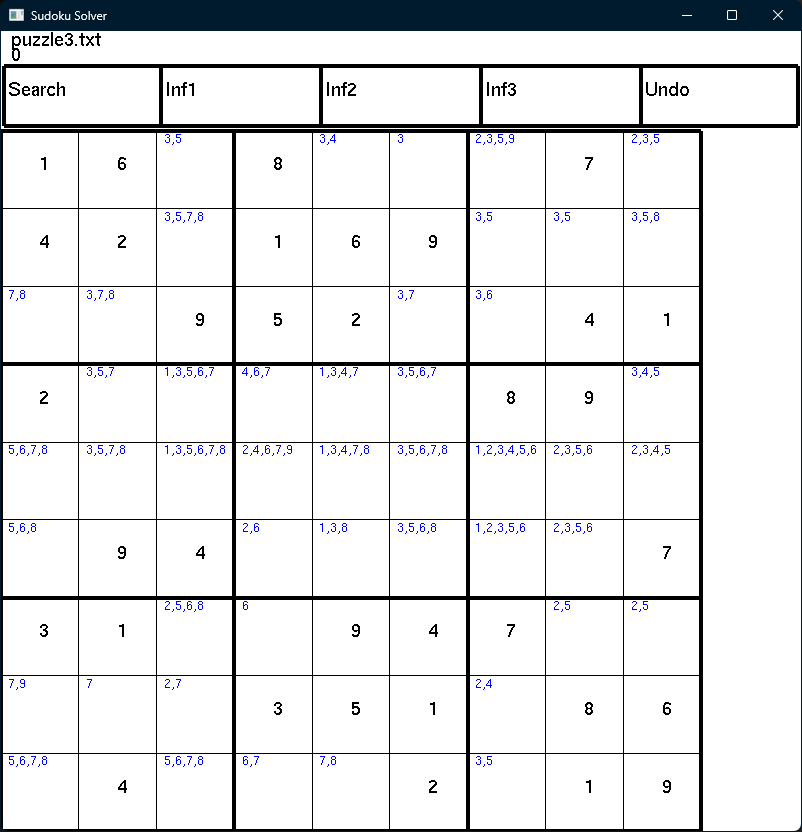 Sudoku Solver
puzzle3.txt
0
Search Inf1 Inf2 Inf3 Undo
3,5 3,4 3 2,3,5,9 2,3,5
1 6 8 7
3,5,7,8 3,5 3,5 3,5,8
4 2 1 6 9
7,8 3,7,8 3,7 3,6
9 5 2 4 1
3,5,7 1,3,5,6,7 4,6,7 1,3,4,7 3,5,6,7 3,4,5
2 8 9
5,6,7,8 3,5,7,8 1,3,5,6,7,8 2,4,6,7,9 1,3,4,7,8 3,5,6,7,8 1,2,3,4,5,6 2,3,5,6 2,3,4,5
5,6,8 2,6 1,3,8 3,5,6,8 1,2,3,5,6 2,3,5,6
9 4 7
2,5,6,8 6 2,5 2,5
3 1 9 4 7
7,9 7 2,7 2,4
3 5 1 8 6
5,6,7,8 5,6,7,8 6,7 7,8 3,5
4 2 1 9